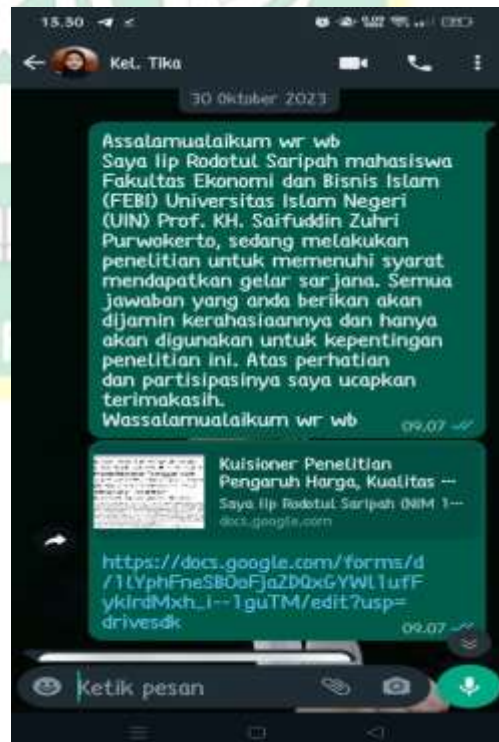 15.30
Kel. Tika
30 Oktober 2023
Assalamualaikum wr wb
Saya Iip Rodotul Saripah mahasiswa
Fakultas Ekonomi dan Bisnis Islam
(FEBI) Universitas Islam Negeri
(UIN) Prof. KH. Saifuddin Zuhri
Purwokerto, sedang melakukan
penelitian untuk memenuhi syarat
mendapatkan gelar sarjana. Semua
jawaban yang anda berikan akan
dijamin kerahasiaannya dan hanya
akan digunakan untuk kepentingan
penelitian ini. Atas perhatian
dan partisipasinya saya ucapkan
terimakasih.
Wassalamualaikum wr wb
09.07
Kuisioner Penelitian
Pengaruh Harga, Kualitas ...
Saya Iip Rodotul Saripah (NIM 1...
docs.google.com
https://docs.google.com/forms/d
/edit?usp=
drivesdk
09.07
Ketik pesan